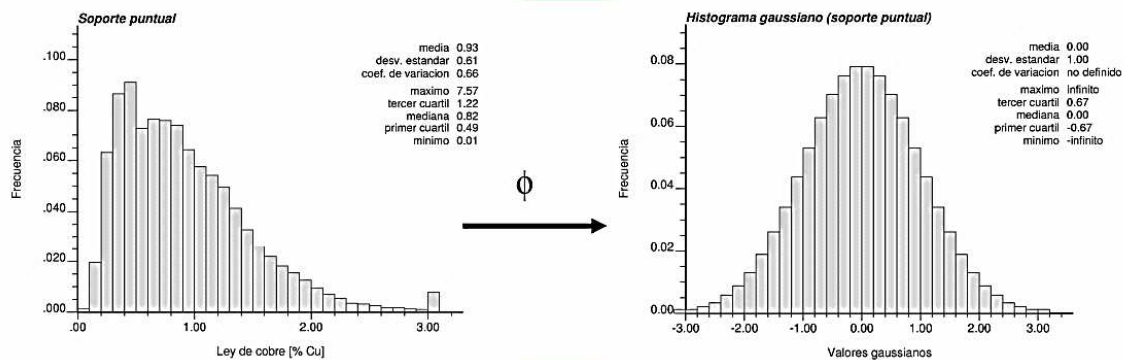 Soporte puntual
media 0.93
desv. estandar 0.61
coef. de variacion 0.66
maximo 7.57
tercer cuartil 1.22
mediana 0.82
primer cuartil 0.49
minimo 0.01
Frecuencia
.100
.080
.060
.040
.020
.000
.00 1.00 2.00 3.00
Ley de cobre [% Cu]
ϕ
Histograma gaussiano (soporte puntual)
media 0.00
desv. estandar 1.00
coef. de variacion no definido
maximo infinito
tercer cuartil 0.67
mediana 0.00
primer cuartil -0.67
minimo -infinito
Frecuencia
0.08
0.06
0.04
0.02
0.00
-3.00 -2.00 -1.00 0.00 1.00 2.00 3.00
Valores gaussianos